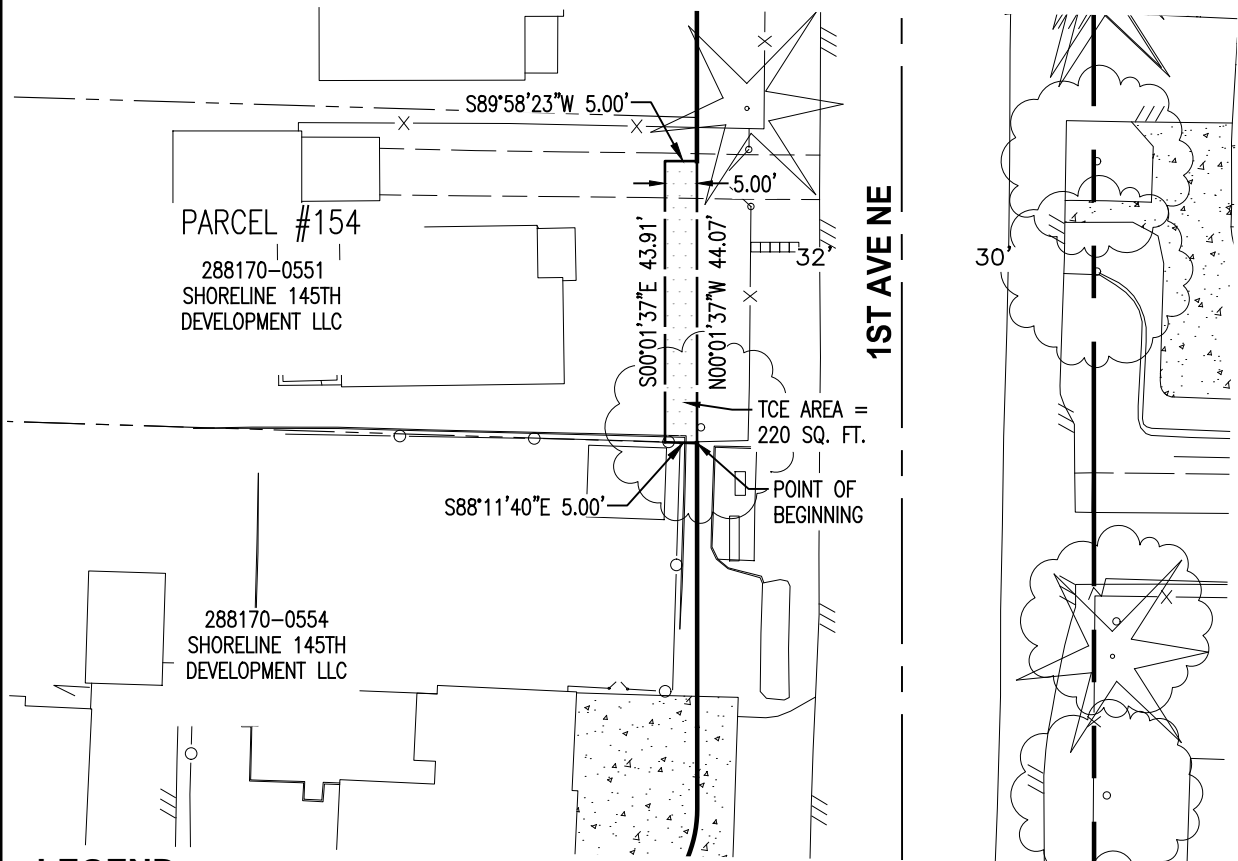 S89°58'23"W 5.00'
5.00'
PARCEL #154
288170-0551
SHORELINE 145TH
DEVELOPMENT LLC
S00°01'37"E 43.91'
N00°01'37"W 44.07'
32'
1ST AVE NE
30'
TCE AREA =
220 SQ. FT.
S88°11'40"E 5.00'
POINT OF
BEGINNING
288170-0554
SHORELINE 145TH
DEVELOPMENT LLC
LEGEND